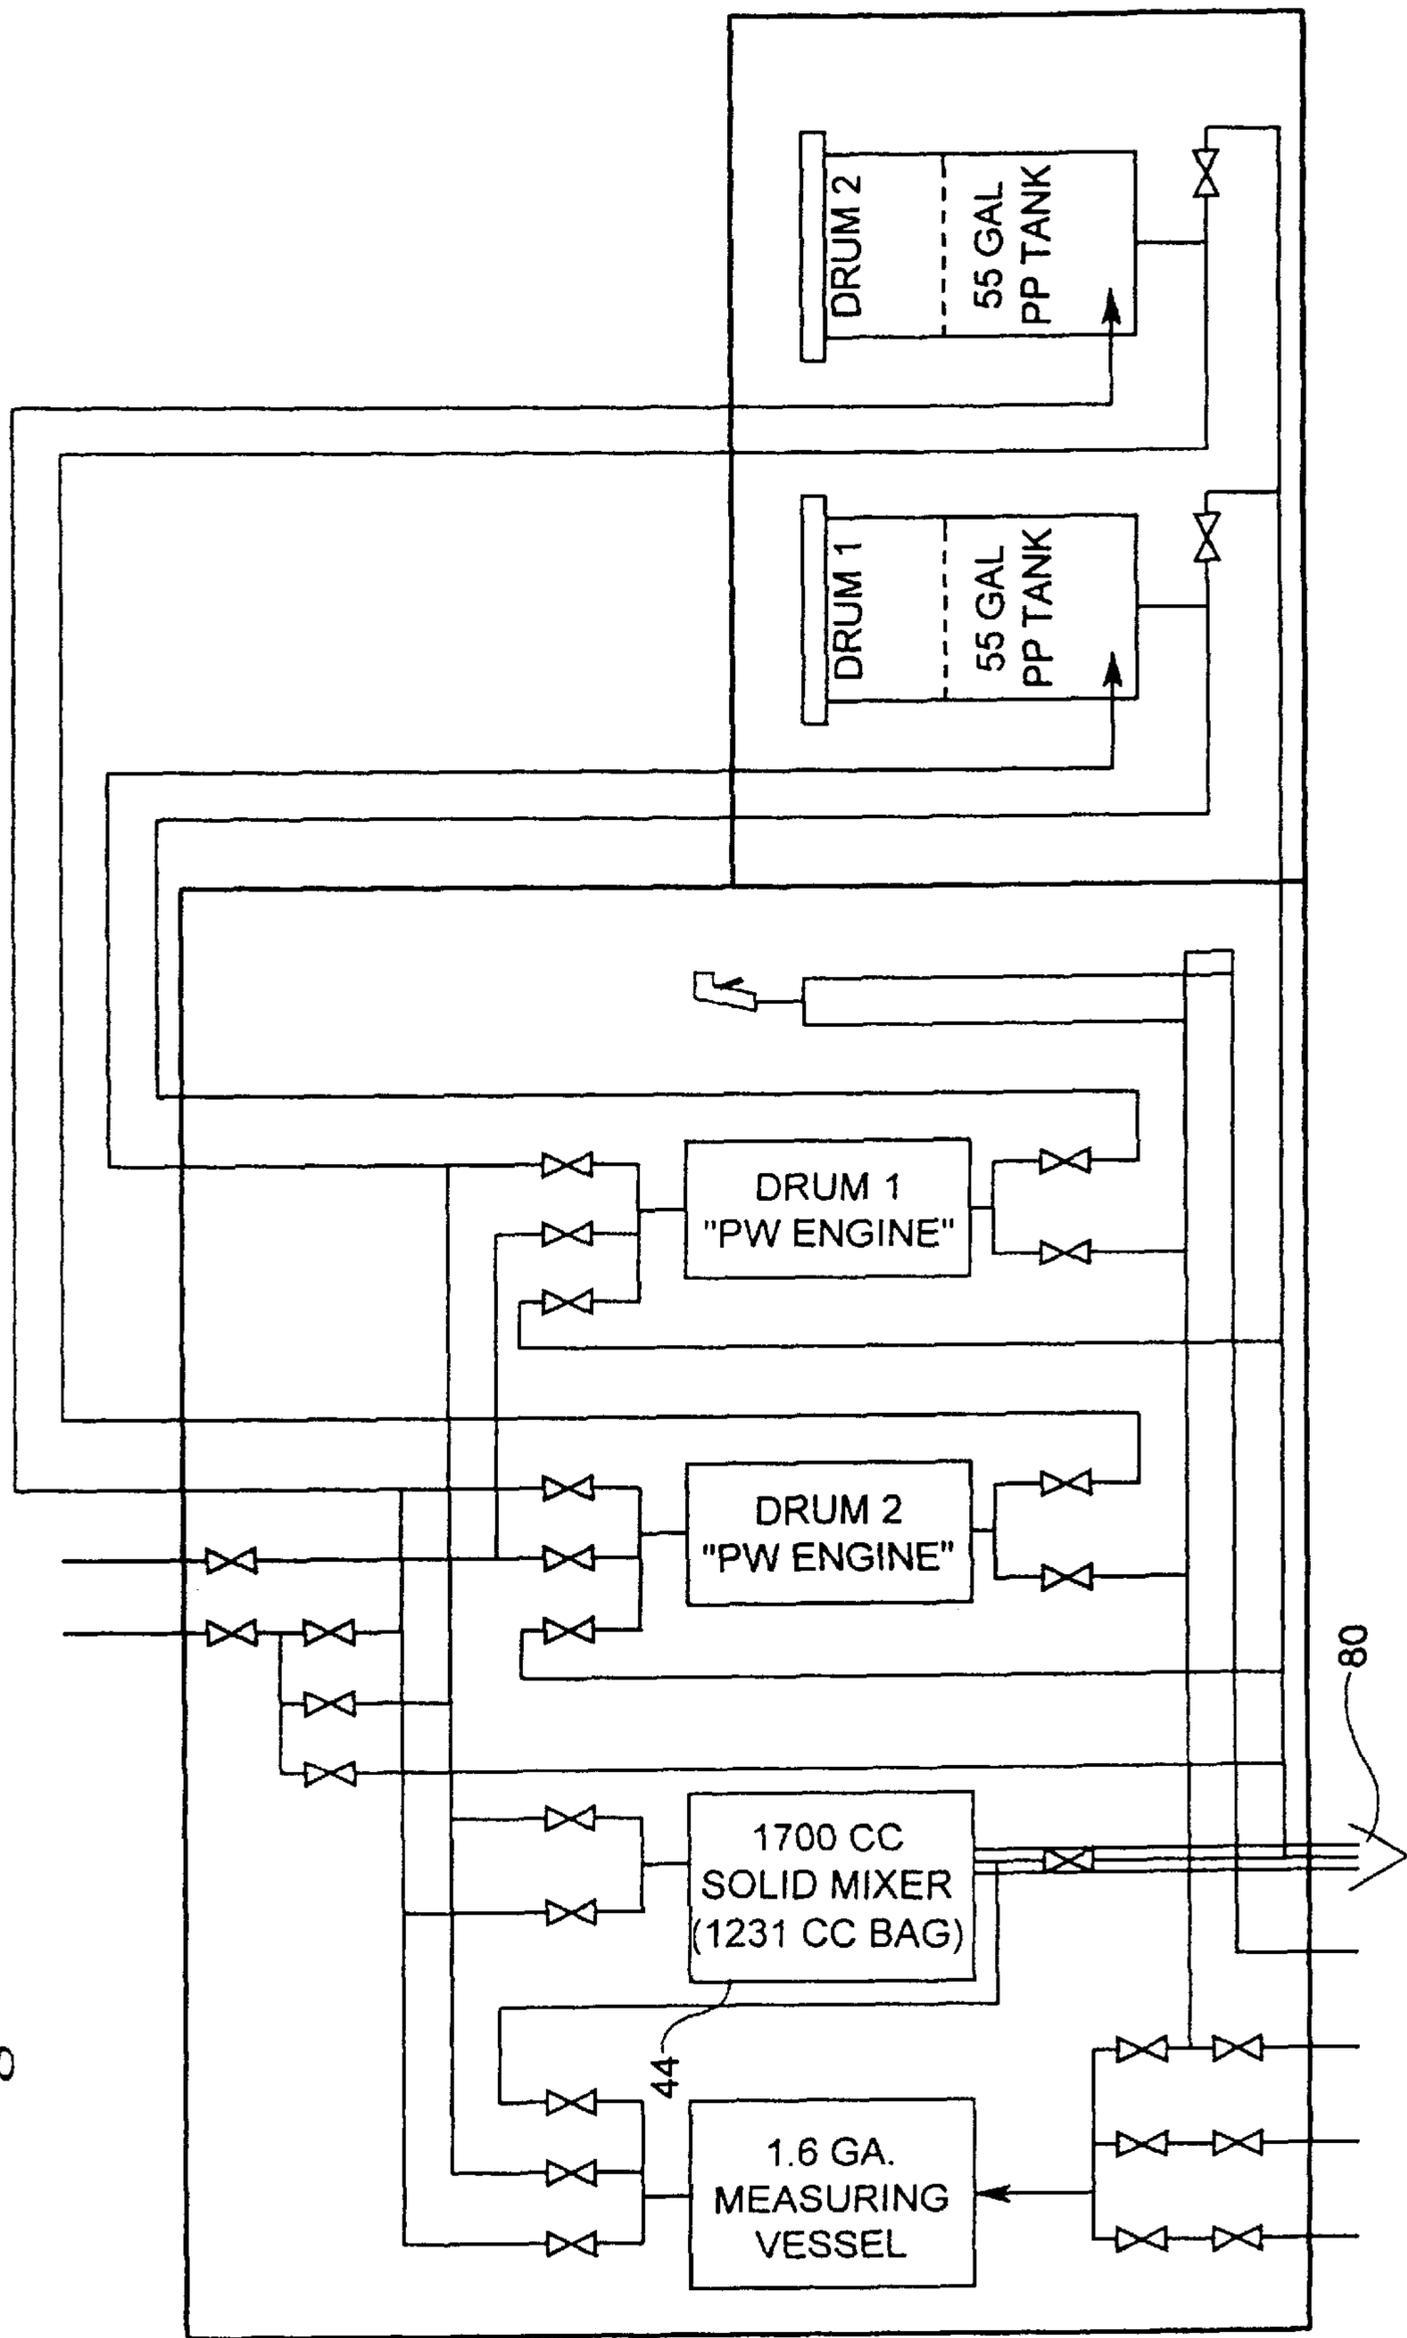 DRUM 2
55 GAL
PP TANK
DRUM 1
55 GAL
PP TANK
DRUM 1
"PW ENGINE"
DRUM 2
"PW ENGINE"
80
1700 CC
SOLID MIXER
(1231 CC BAG)
44
1.6 GA.
MEASURING
VESSEL